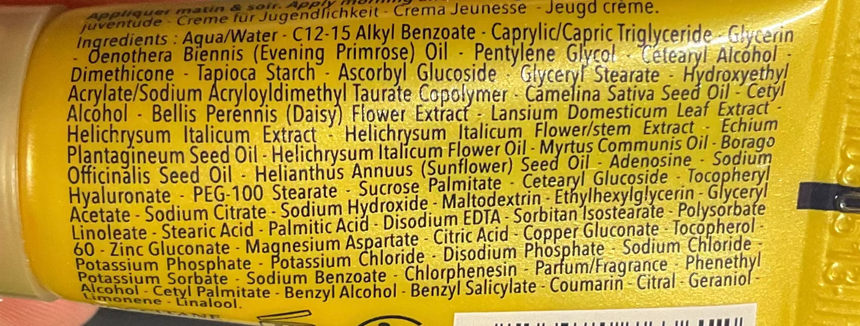 Appliquer matin & soir. Apply morning
juventude - Crème für Jugendlichkeit - Crema Jeunesse - Jeugd crème.
Ingredients : Aqua/Water - C12-15 Alkyl Benzoate - Caprylic/Capric Triglyceride - Glycerin
- Oenothera Biennis (Evening Primrose) Oil - Pentylene Glycol - Cetearyl Alcohol -
Dimethicone - Tapioca Starch - Ascorbyl Glucoside - Glyceryl Stearate - Hydroxyethyl
Acrylate/Sodium Acryloyldimethyl Taurate Copolymer - Camelina Sativa Seed Oil - Cetyl
Alcohol - Bellis Perennis (Daisy) Flower Extract - Lansium Domesticum Leaf Extract -
Helichrysum Italicum Extract - Helichrysum Italicum Flower/stem Extract - Echium
Plantagineum Seed Oil - Helichrysum Italicum Flower Oil - Myrtus Communis Oil - Borago
Officinalis Seed Oil - Helianthus Annuus (Sunflower) Seed Oil - Adenosine - Sodium
Hyaluronate - PEG-100 Stearate - Sucrose Palmitate - Cetearyl Glucoside - Tocopheryl
Acetate - Sodium Citrate - Sodium Hydroxide - Maltodextrin - Ethylhexylglycerin - Glyceryl
Linoleate - Stearic Acid - Palmitic Acid - Disodium EDTA - Sorbitan Isostearate - Polysorbate
60 - Zinc Gluconate - Magnesium Aspartate - Citric Acid - Copper Gluconate - Tocopherol -
Potassium Phosphate - Potassium Chloride - Disodium Phosphate - Sodium Chloride -
Potassium Sorbate - Sodium Benzoate - Chlorphenesin - Parfum/Fragrance - Phenethyl
Alcohol - Cetyl Palmitate - Benzyl Alcohol - Benzyl Salicylate - Coumarin - Citral - Geraniol -
Limonene - Linalool.